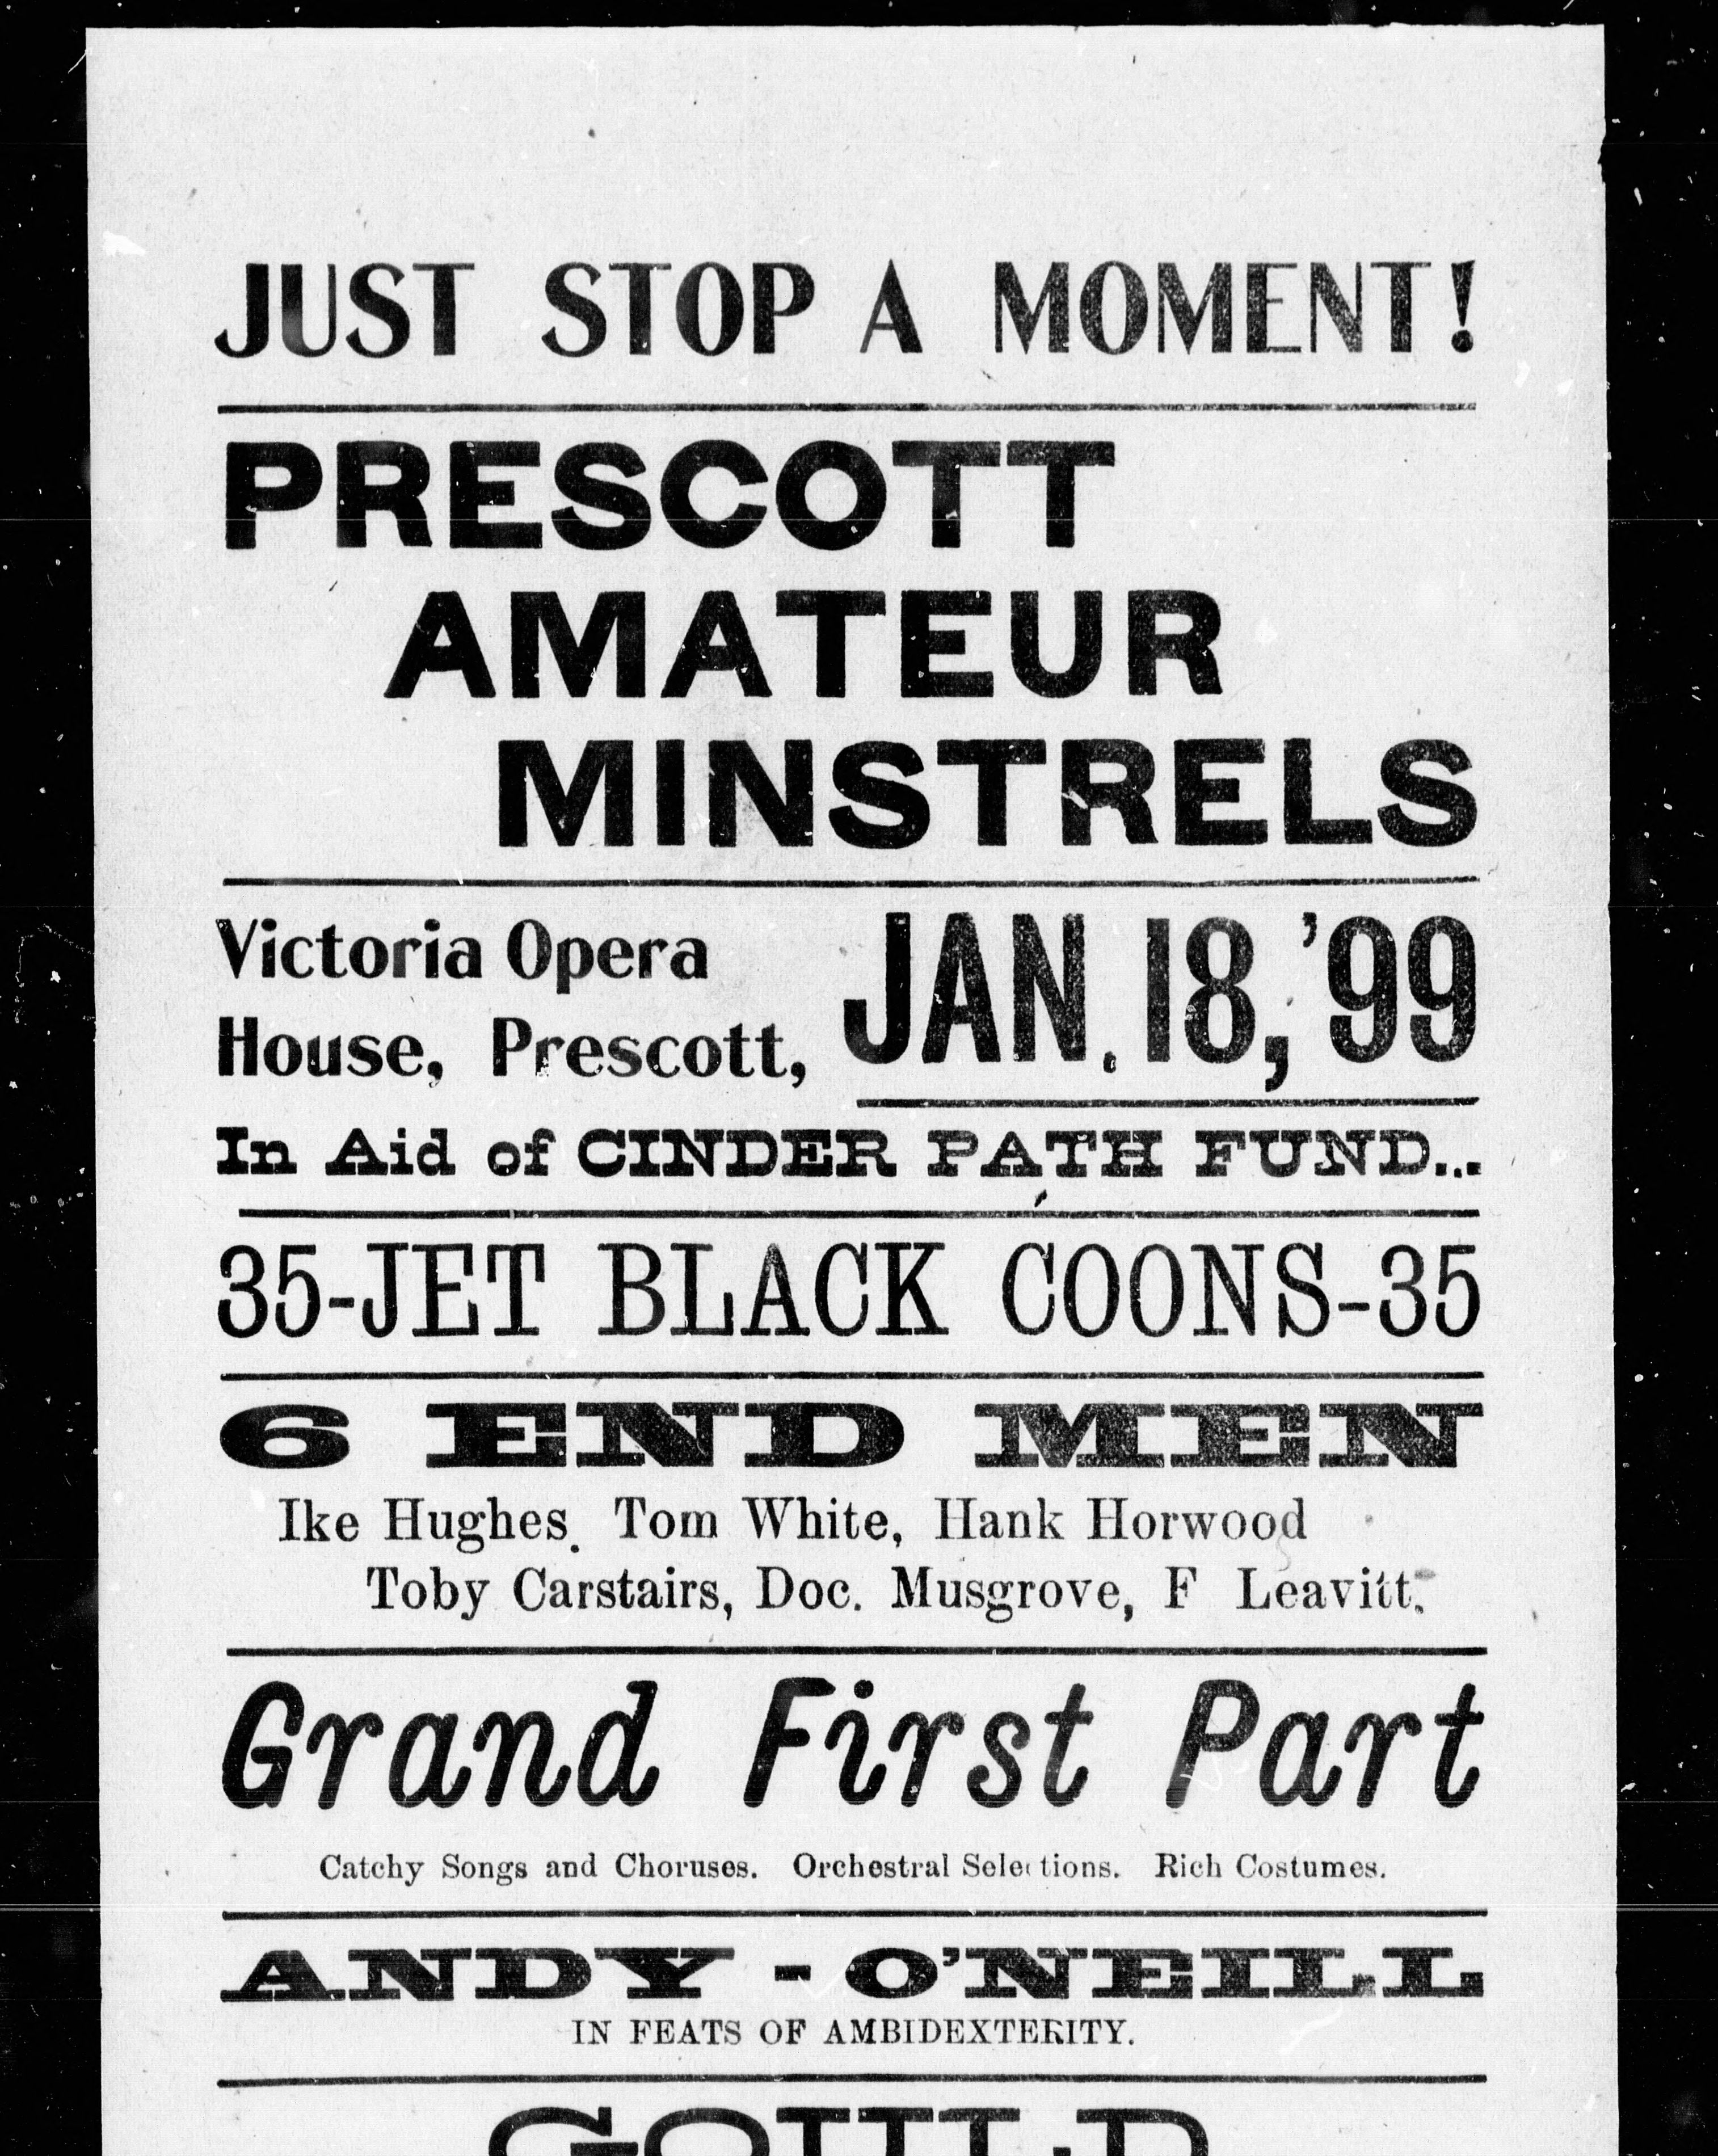 JUST STOP A MOMENT!
PRESCOTT
AMATEUR
MINSTRELS
Victoria Opera
House, Prescott,
JAN. 18, '99
In Aid of CINDER PATH FUND...
35-JET BLACK COONS-35
6 END MEN
Ike Hughes. Tom White, Hank Horwood
Toby Carstairs, Doc. Musgrove, F Leavitt.
Grand First Part
Catchy Songs and Choruses. Orchestral Selections. Rich Costumes.
ANDY - O'NEILL
IN FEATS OF AMBIDEXTERITY.
GOULD